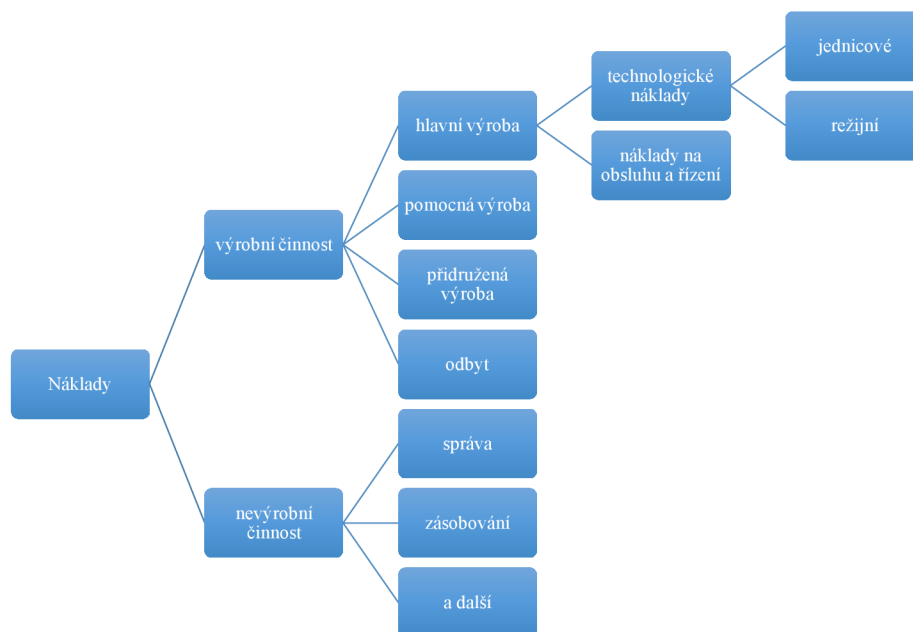 jednicové
technologické
náklady
režijní
hlavní výroba
náklady na
obsluhu a řízení
pomocná výroba
výrobní činnost
přidružená
výroba
odbyt
Náklady
správa
nevýrobní
činnost
zásobování
a další